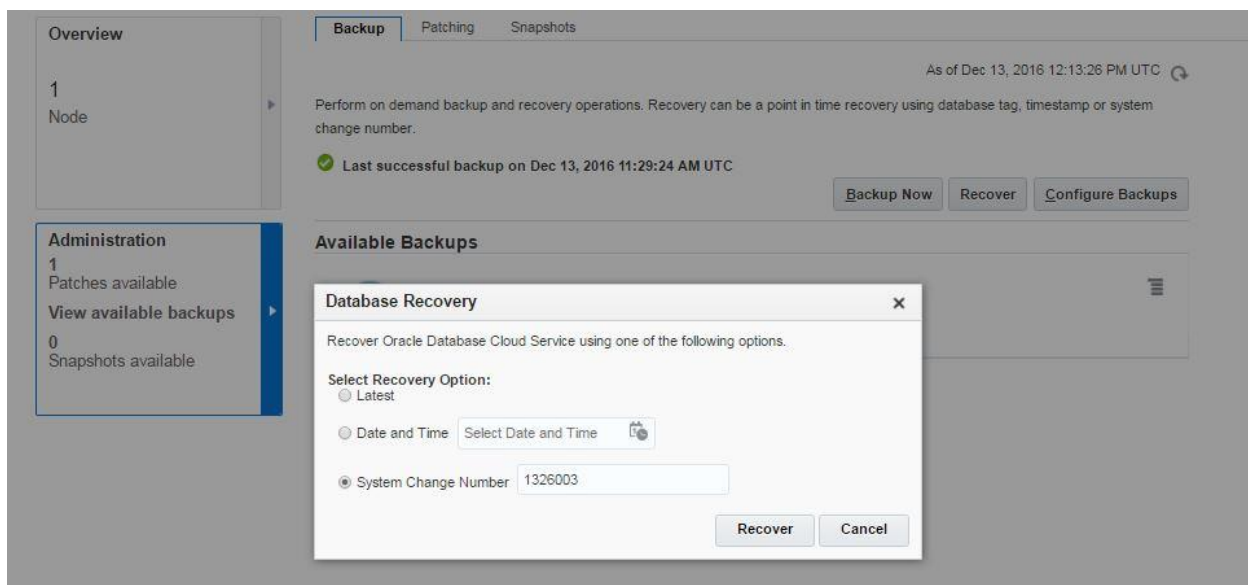 Overview
1
Node
Administration
1
Patches available
View available backups
0
Snapshots available
Backup Patching Snapshots
As of Dec 13, 2016 12:13:26 PM UTC
Perform on demand backup and recovery operations. Recovery can be a point in time recovery using database tag, timestamp or system
change number.
Last successful backup on Dec 13, 2016 11:29:24 AM UTC
Backup Now Recover Configure Backups
Available Backups
Database Recovery
Recover Oracle Database Cloud Service using one of the following options.
Select Recovery Option:
Latest
Date and Time Select Date and Time
System Change Number 1326003
Recover Cancel